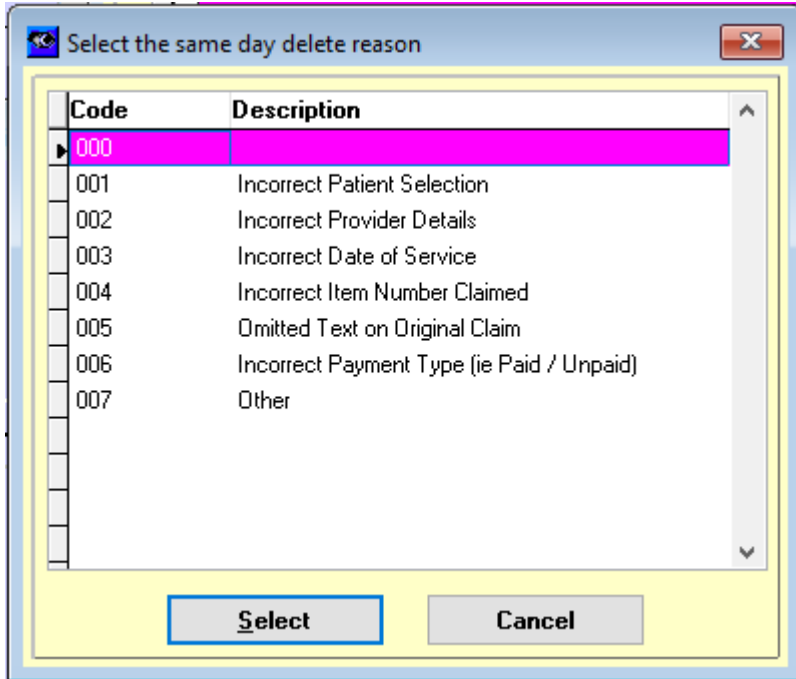 Select the same day delete reason
Code Description
000
001 Incorrect Patient Selection
002 Incorrect Provider Details
003 Incorrect Date of Service
004 Incorrect Item Number Claimed
005 Omitted Text on Original Claim
006 Incorrect Payment Type (ie Paid / Unpaid)
007 Other
Select Cancel